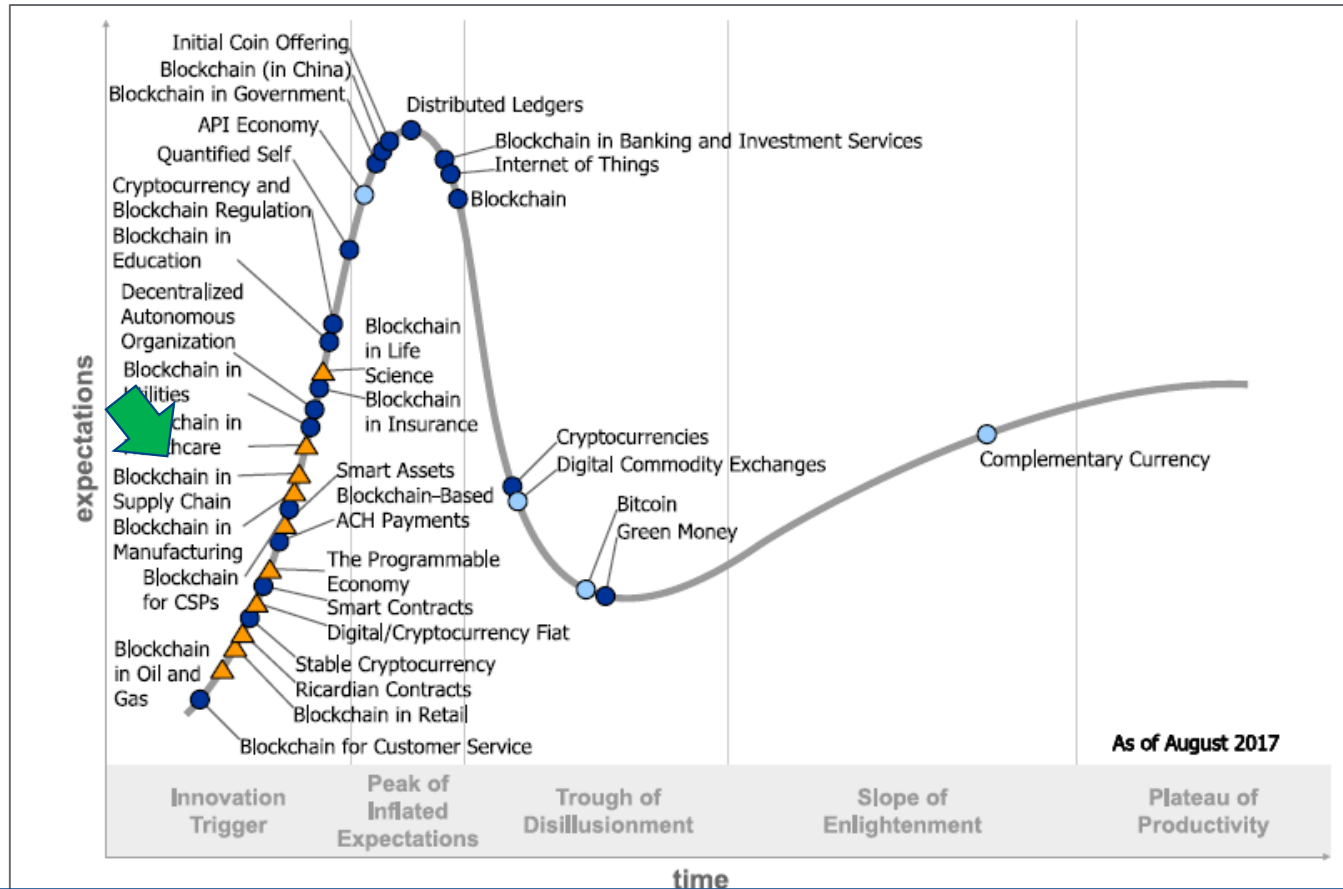 Initial Coin Offering
Blockchain (in China)
Blockchain in Government
API Economy
Quantified Self
Cryptocurrency and
Blockchain Regulation
Blockchain in
Education
Decentralized
Autonomous
Organization
Blockchain in
Blockchain in
Supply Chain
Blockchain in
Manufacturing
Blockchain
for CSPs
Blockchain
in Oil and
Gas
Distributed Ledgers
Blockchain in Banking and Investment Services
Internet of Things
Blockchain
Blockchain
in Life
Science
Blockchain
in Insurance
Smart Assets
Blockchain-Based
ACH Payments
The Programmable
Economy
Smart Contracts
Digital/Cryptocurrency Fiat
Stable Cryptocurrency
Ricardian Contracts
Blockchain in Retail
Blockchain for Customer Service
Cryptocurrencies
Digital Commodity Exchanges
Bitcoin
Green Money
Complementary Currency
As of August 2017
expectations
Innovation
Trigger
Peak of
Inflated
Expectations
Trough of
Disillusionment
Slope of
Enlightenment
Plateau of
Productivity
time